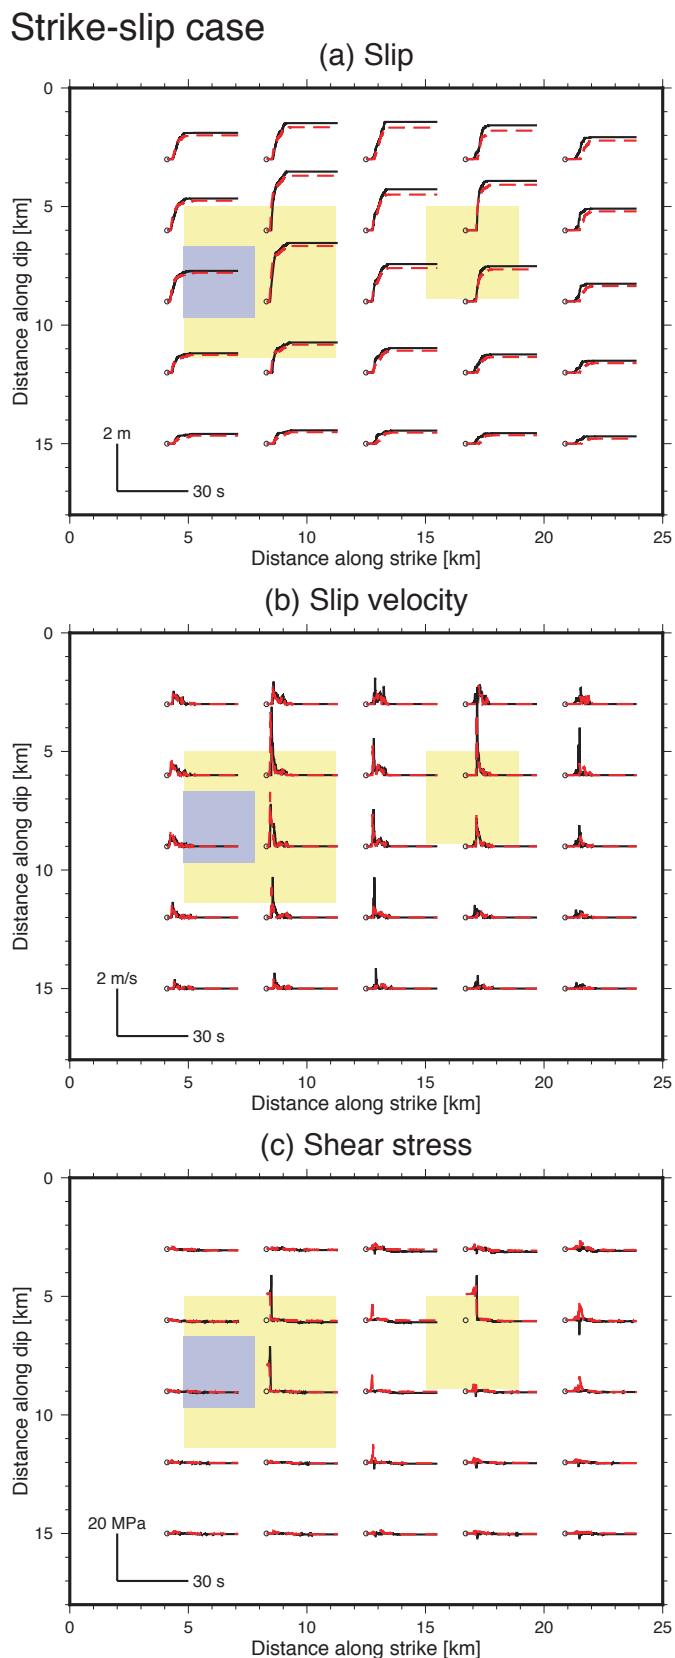 Strike-slip case
(a) Slip
0
5
10
15
Distance along dip [km]
2 m
30 s
0 5 10 15 20 25
Distance along strike [km]
(b) Slip velocity
0
5
10
15
Distance along dip [km]
2 m/s
30 s
0 5 10 15 20 25
Distance along strike [km]
(c) Shear stress
0
5
10
15
Distance along dip [km]
20 MPa
30 s
0 5 10 15 20 25
Distance along strike [km]